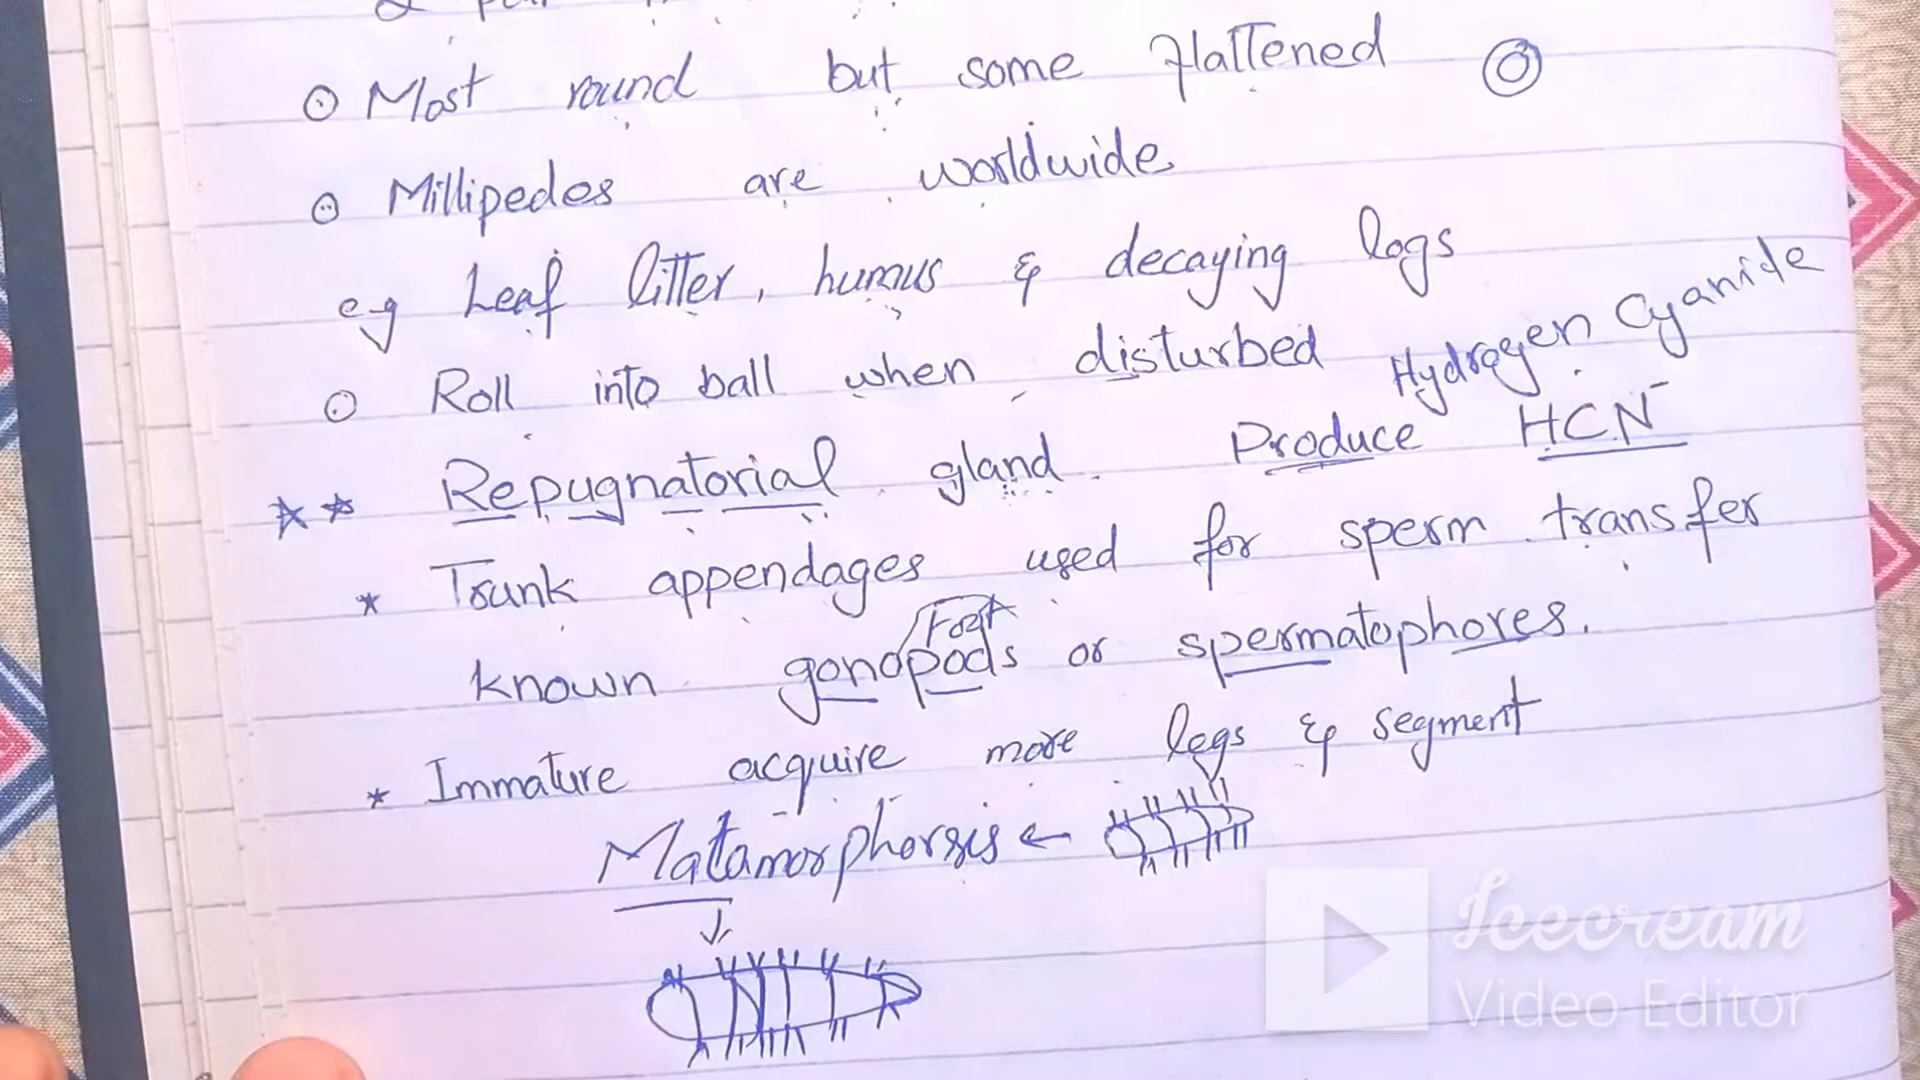 2 pair
Most round but some flattened
Millipedes are worldwide
eg Leaf litter, humus & decaying logs
Roll into ball when disturbed Hydrogen Cyanide
Repugnatorial gland Produce HCN⁻
Trunk appendages used for sperm transfer
Foot
known gonopods or spermatophores.
Immature acquire more legs & segment
Icecream
Video Editor